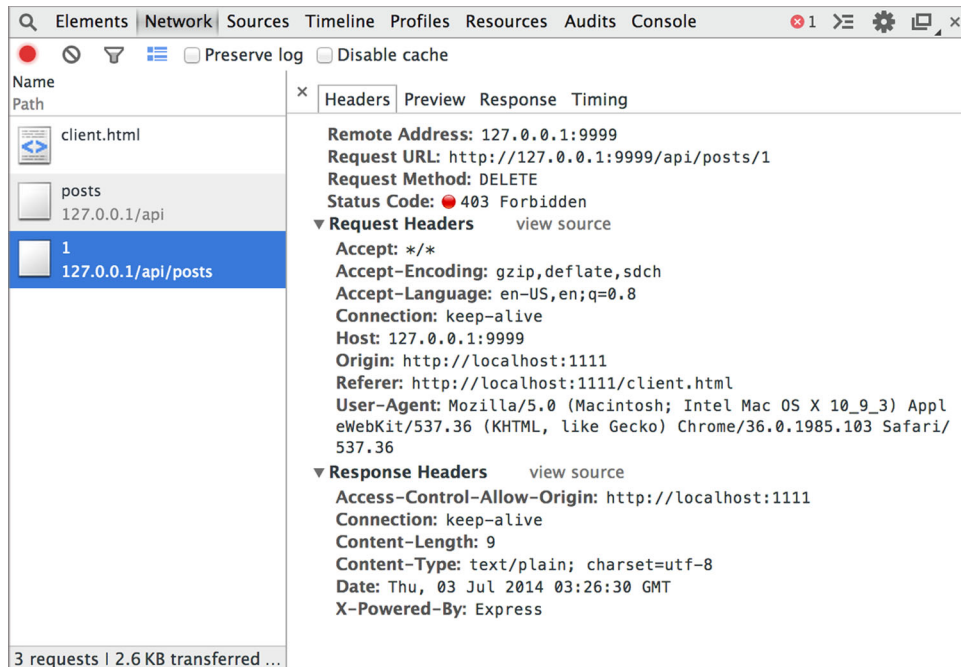 Elements Network Sources Timeline Profiles Resources Audits Console 1
Preserve log Disable cache
Name
Path
client.html
posts
127.0.0.1/api
1
127.0.0.1/api/posts
3 requests | 2.6 KB transferred ...
× Headers Preview Response Timing
Remote Address: 127.0.0.1:9999
Request URL: http://127.0.0.1:9999/api/posts/1
Request Method: DELETE
Status Code: 403 Forbidden
▼Request Headers view source
Accept: */*
Accept-Encoding: gzip,deflate,sdch
Accept-Language: en-US,en;q=0.8
Connection: keep-alive
Host: 127.0.0.1:9999
Origin: http://localhost:1111
Referer: http://localhost:1111/client.html
User-Agent: Mozilla/5.0 (Macintosh; Intel Mac OS X 10_9_3) Appl
eWebKit/537.36 (KHTML, like Gecko) Chrome/36.0.1985.103 Safari/
537.36
▼Response Headers view source
Access-Control-Allow-Origin: http://localhost:1111
Connection: keep-alive
Content-Length: 9
Content-Type: text/plain; charset=utf-8
Date: Thu, 03 Jul 2014 03:26:30 GMT
X-Powered-By: Express